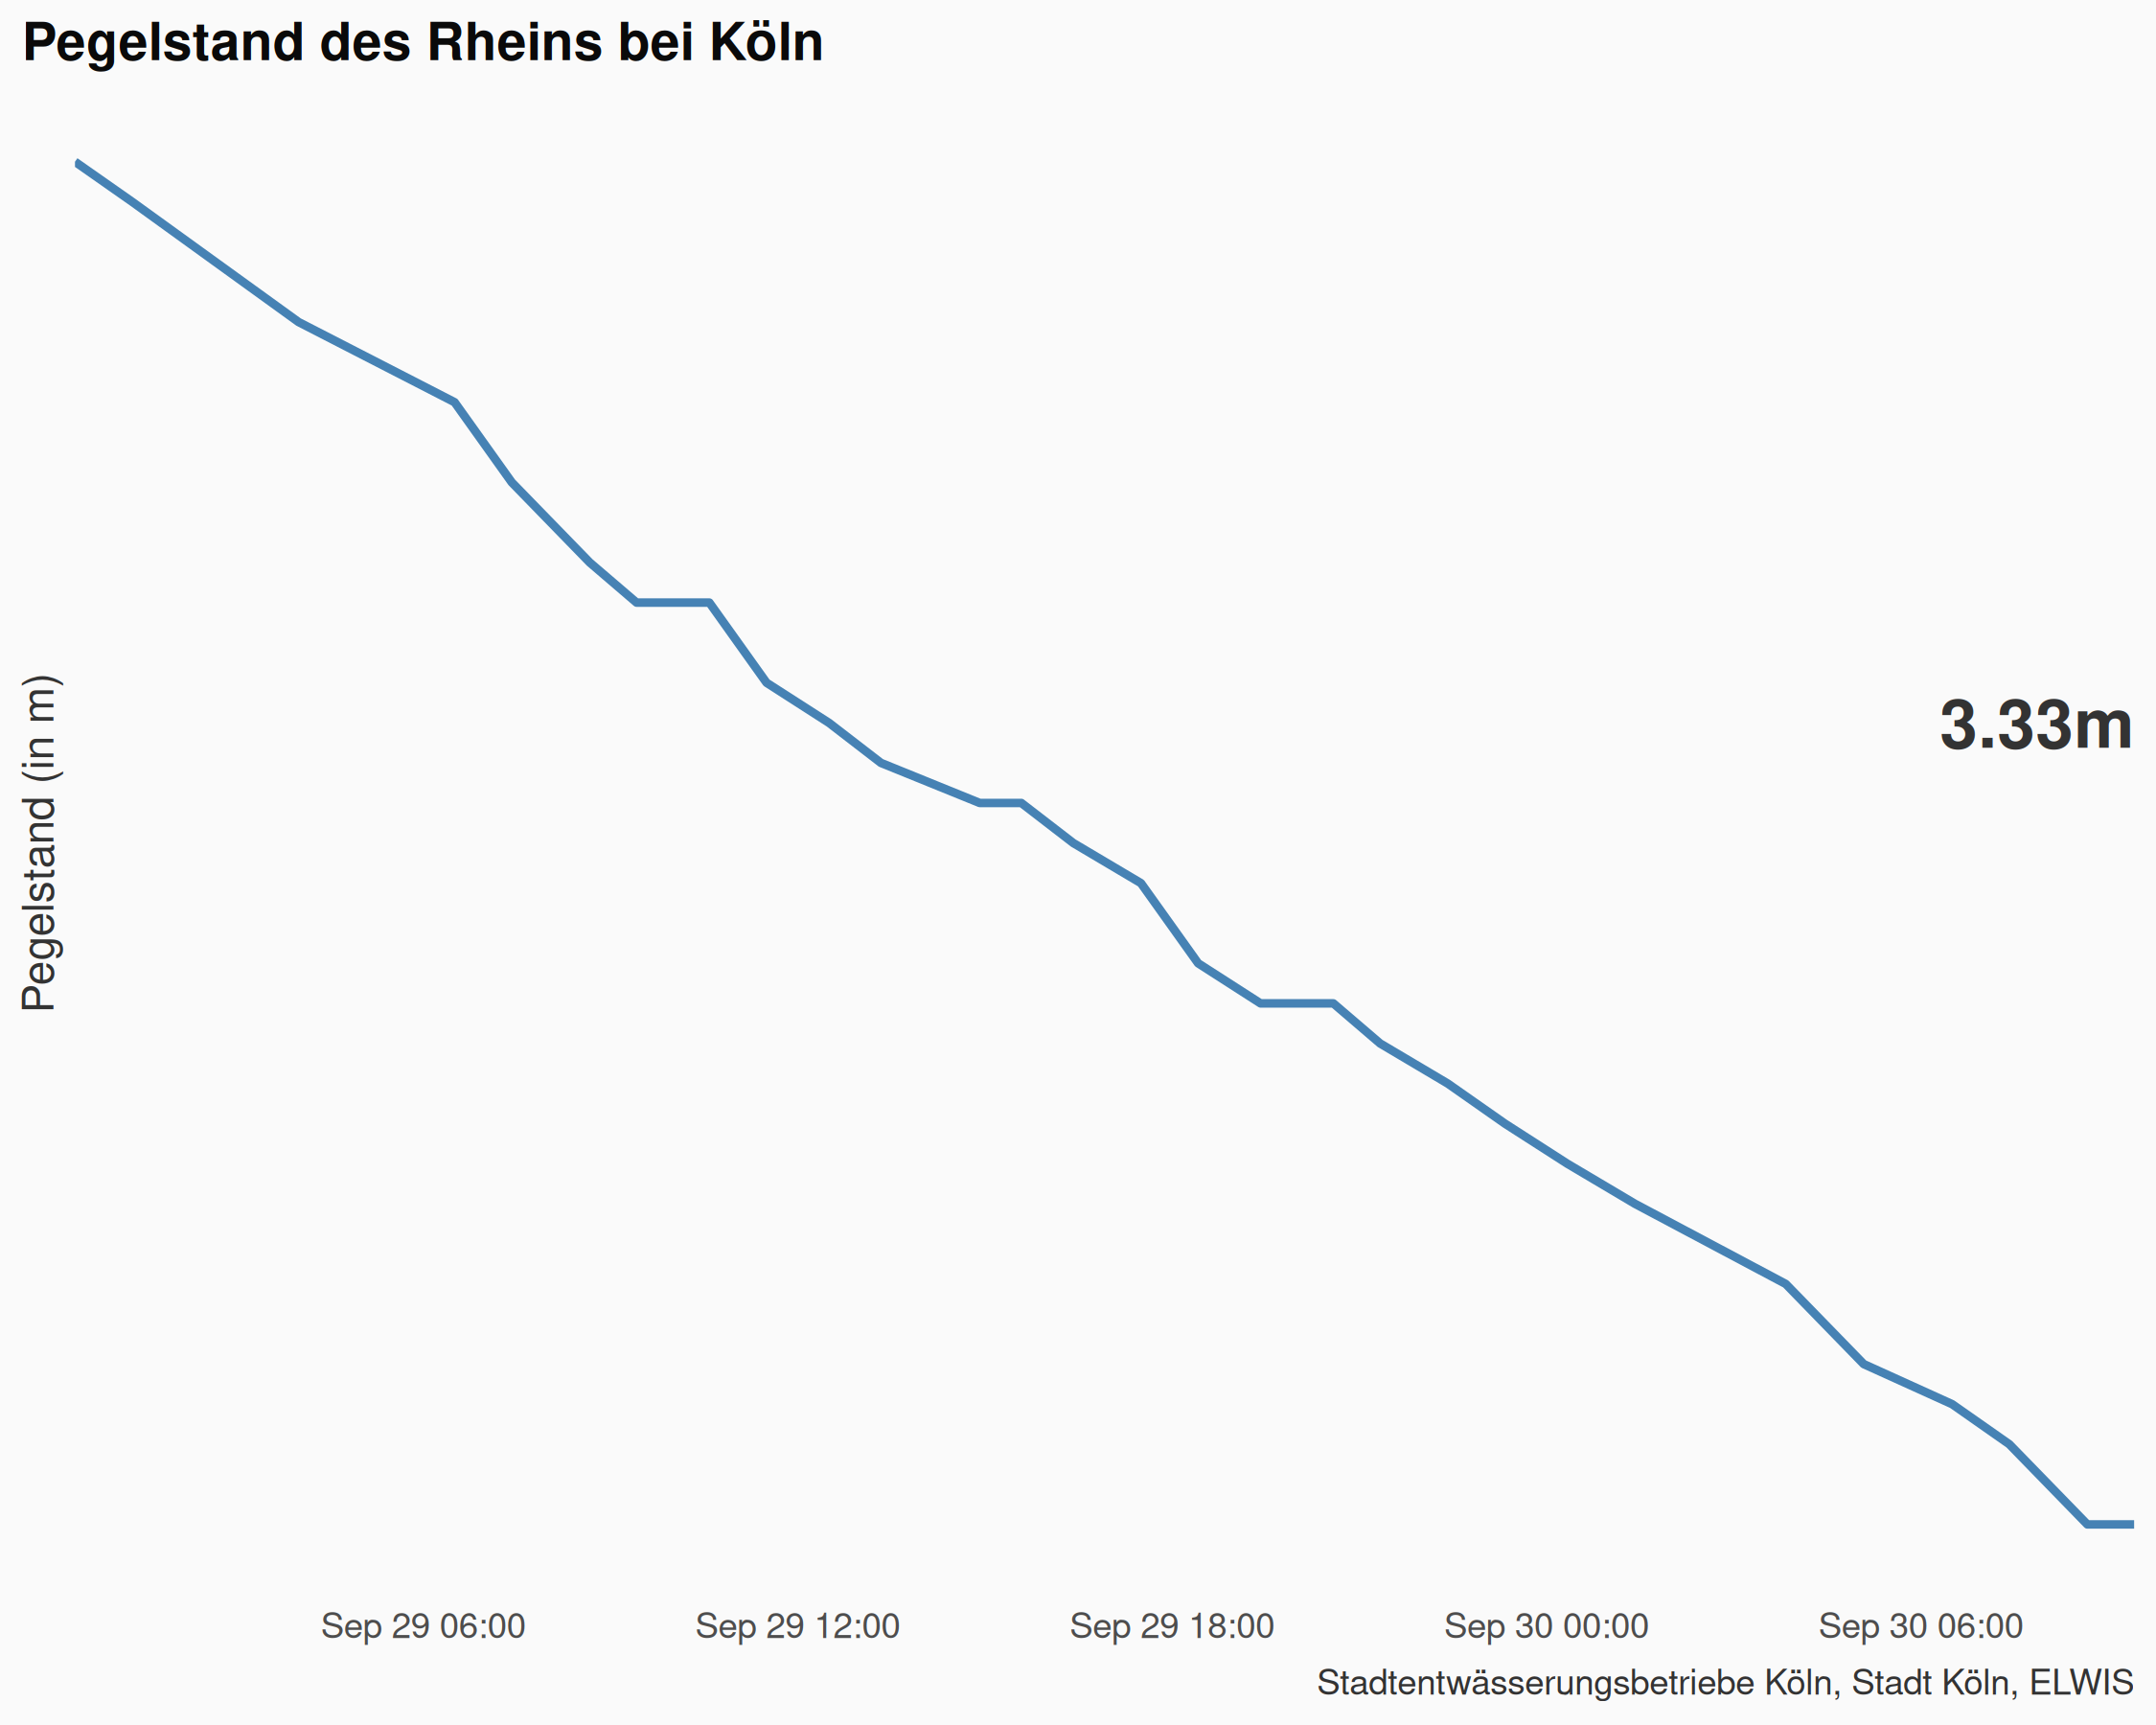 Pegelstand des Rheins bei Köln
Pegelstand (in m)
3.33m
Sep 29 06:00
Sep 29 12:00
Sep 29 18:00
Sep 30 00:00
Sep 30 06:00
Stadtentwässerungsbetriebe Köln, Stadt Köln, ELWIS